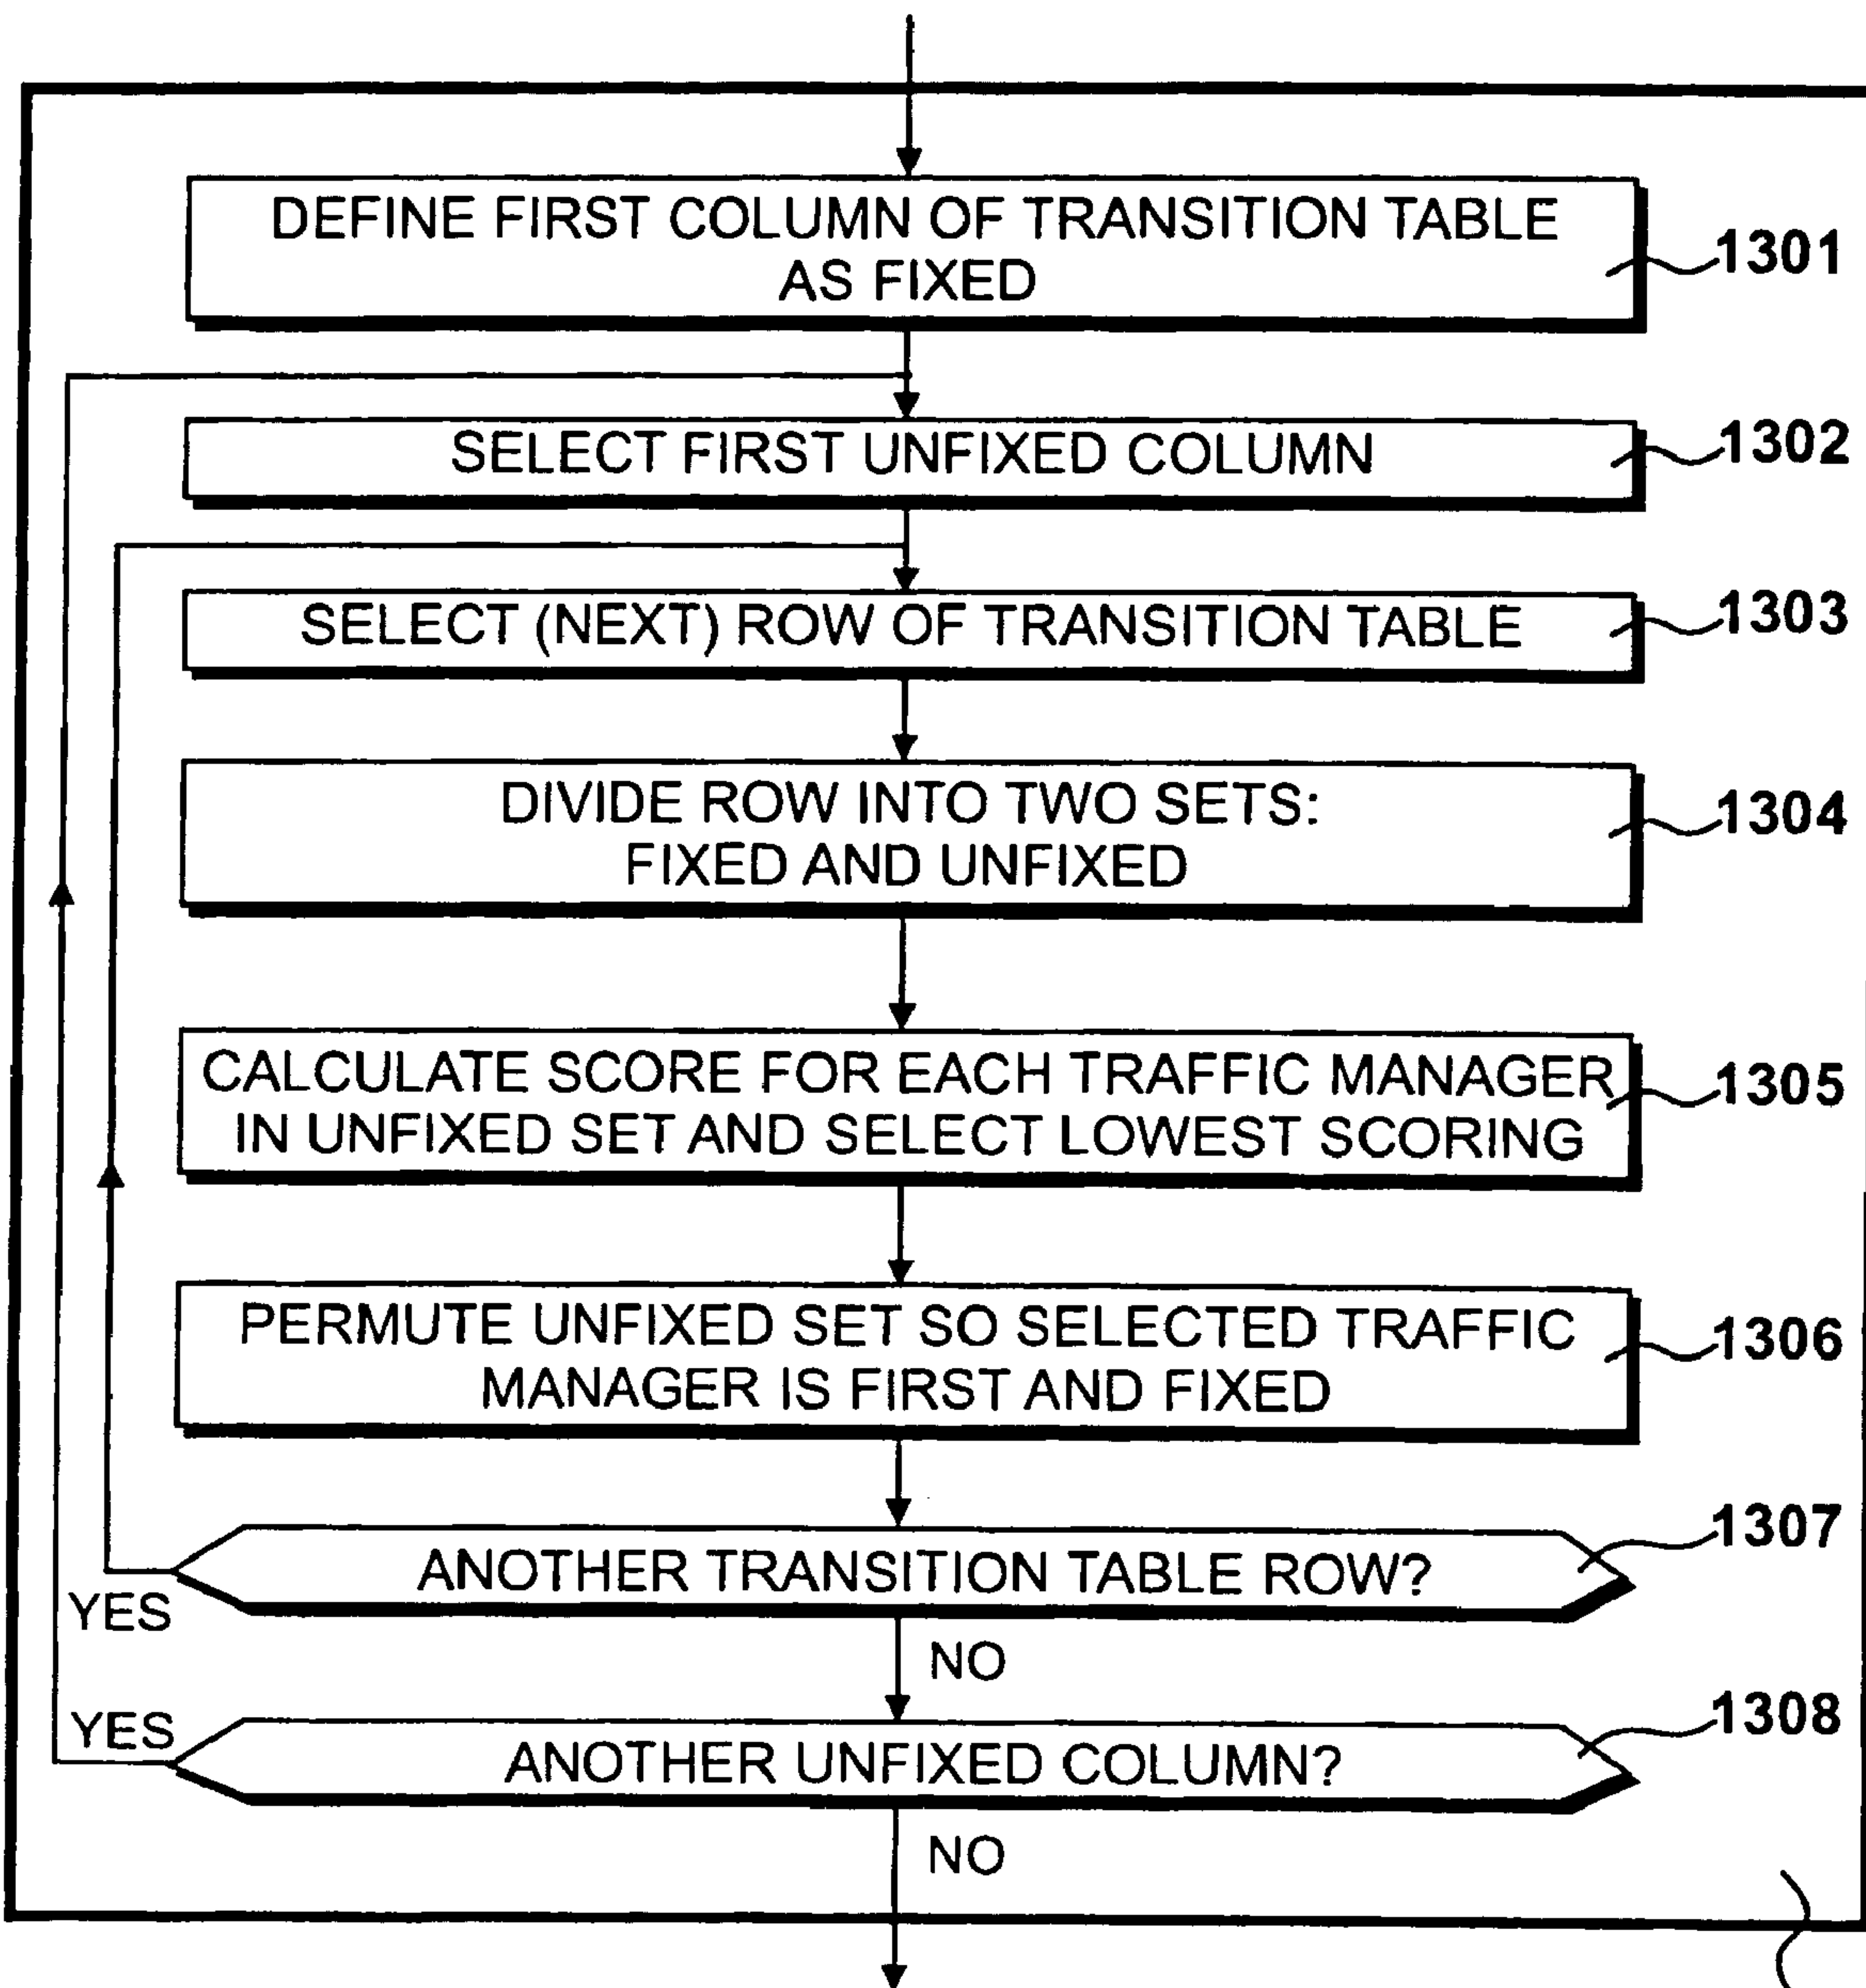 DEFINE FIRST COLUMN OF TRANSITION TABLE
AS FIXED
1301
SELECT FIRST UNFIXED COLUMN
1302
SELECT (NEXT) ROW OF TRANSITION TABLE
1303
DIVIDE ROW INTO TWO SETS:
FIXED AND UNFIXED
1304
CALCULATE SCORE FOR EACH TRAFFIC MANAGER
IN UNFIXED SET AND SELECT LOWEST SCORING
1305
PERMUTE UNFIXED SET SO SELECTED TRAFFIC
MANAGER IS FIRST AND FIXED
1306
ANOTHER TRANSITION TABLE ROW?
1307
YES
NO
ANOTHER UNFIXED COLUMN?
1308
YES
NO